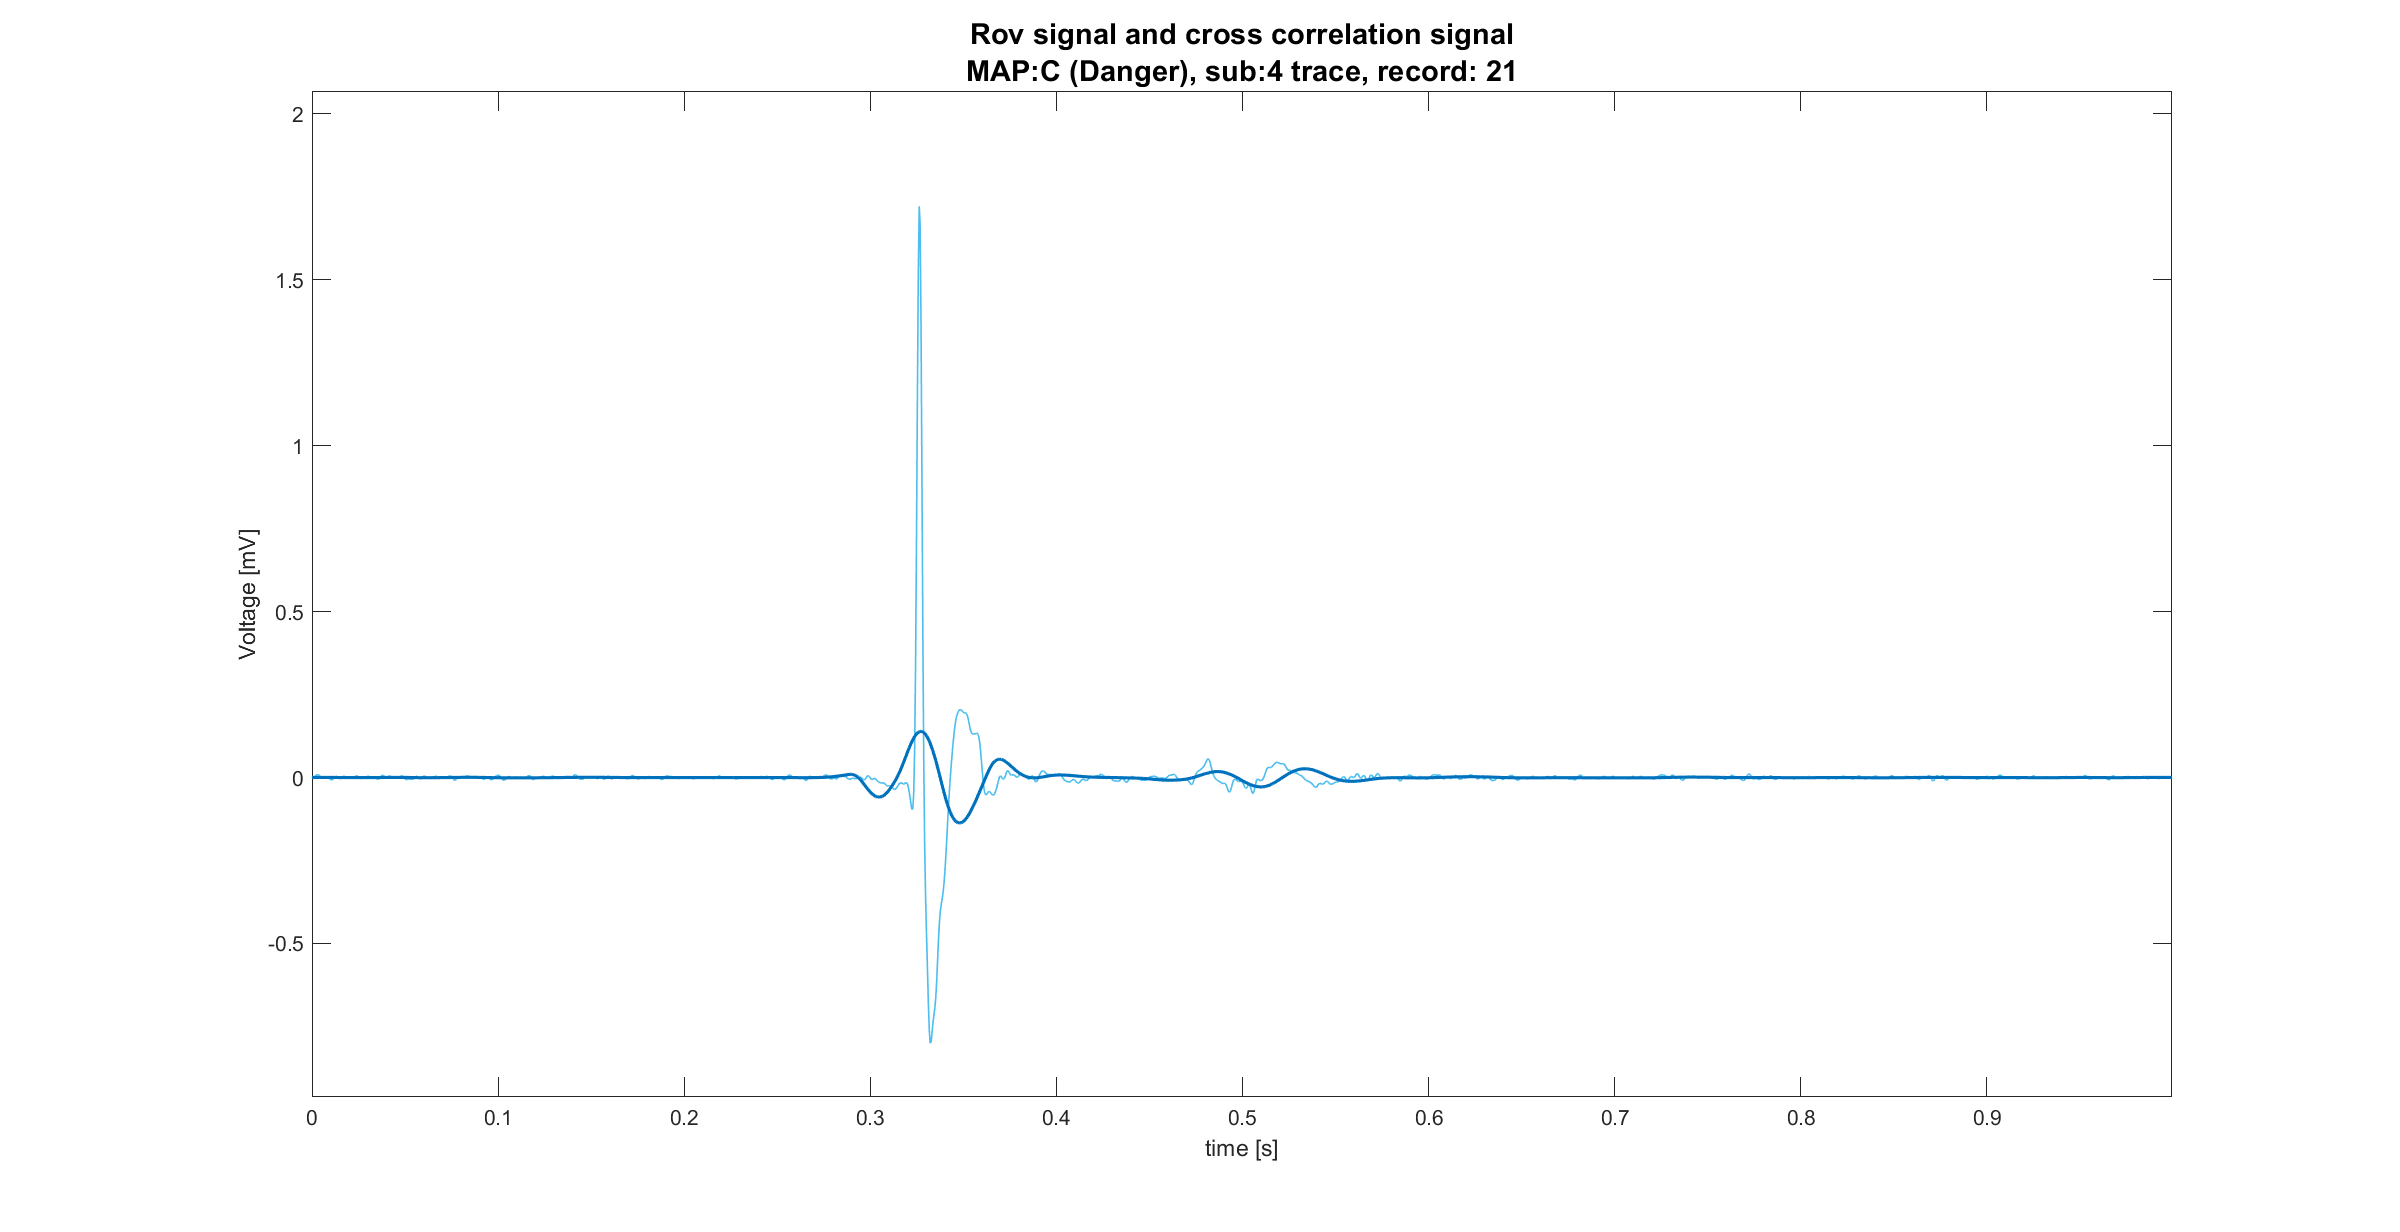 Rov signal and cross correlation signal
MAP:C (Danger), sub:4 trace, record: 21
2
1.5
1
0.5
0
-0.5
Voltage [mV]
0 0.1 0.2 0.3 0.4 0.5 0.6 0.7 0.8 0.9
time [s]